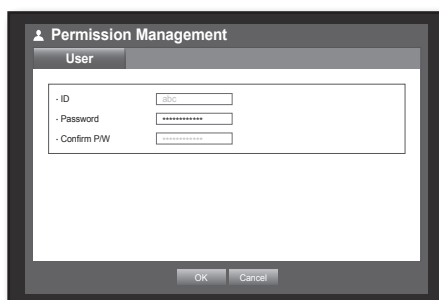 Permission Management
User
- ID abc
- Password ************
- Confirm P/W ************
OK Cancel